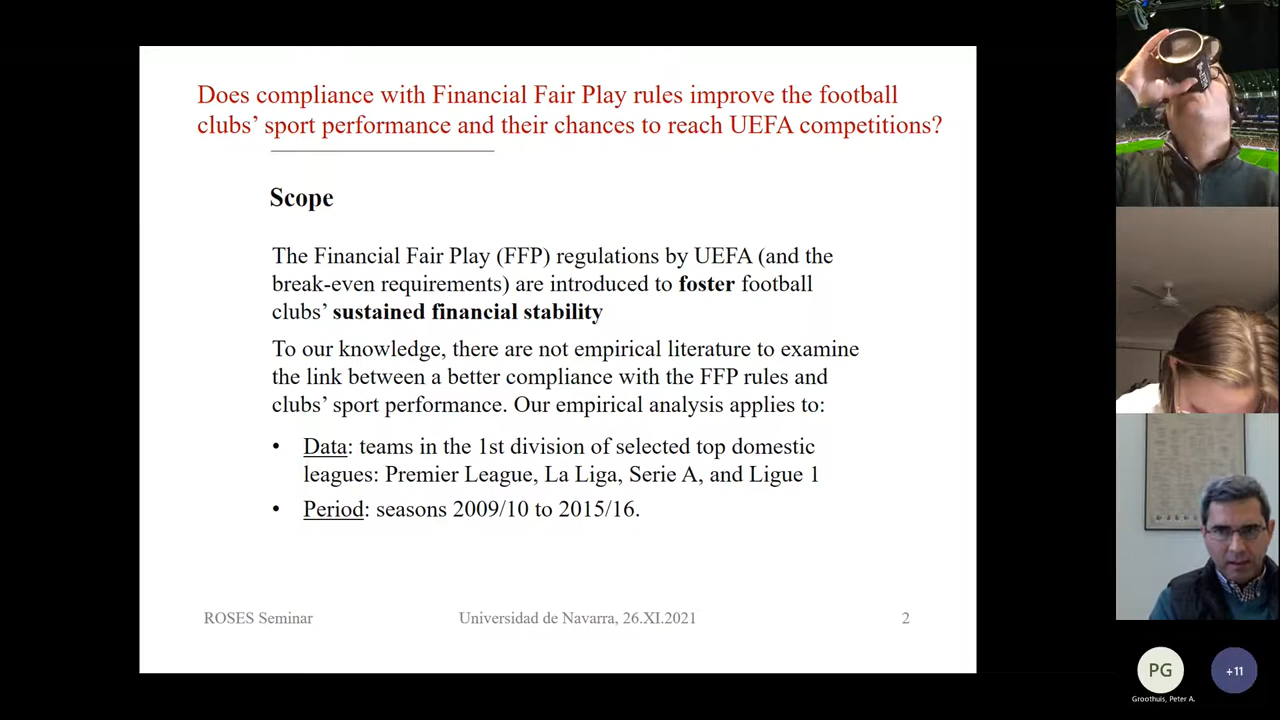 Does compliance with Financial Fair Play rules improve the football
clubs’ sport performance and their chances to reach UEFA competitions?
Scope
The Financial Fair Play (FFP) regulations by UEFA (and the
break-even requirements) are introduced to foster football
clubs’ sustained financial stability
To our knowledge, there are not empirical literature to examine
the link between a better compliance with the FFP rules and
clubs’ sport performance. Our empirical analysis applies to:
• Data: teams in the 1st division of selected top domestic
leagues: Premier League, La Liga, Serie A, and Ligue 1
• Period: seasons 2009/10 to 2015/16.
ROSES Seminar
Universidad de Navarra, 26.XI.2021
2
PG
+11
Groothuis, Peter A.